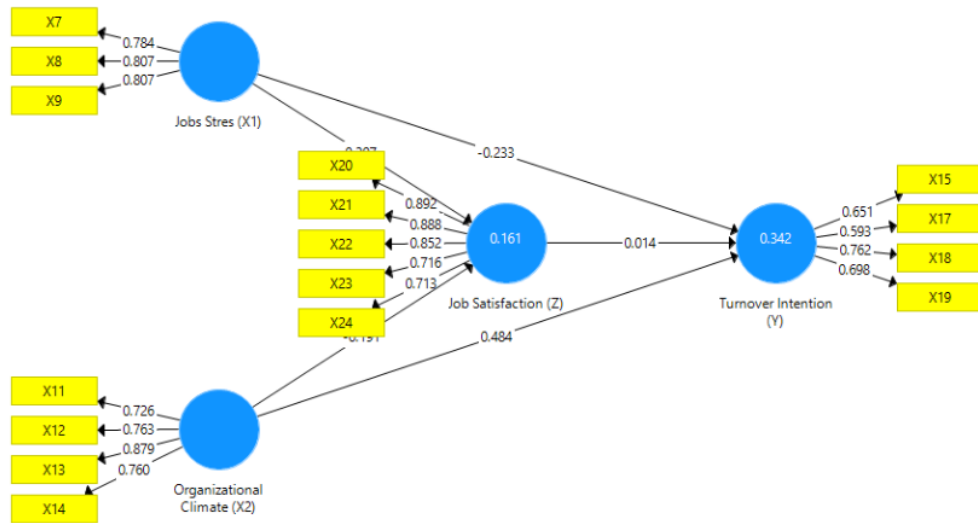 X7
X8
X9
0.784
0.807
0.807
Jobs Stres (X1)
-0.233
X20
X21
X22
X23
X24
0.892
0.888
0.852
0.716
0.713
0.161
Job Satisfaction (Z)
0.014
0.342
Turnover Intention
(Y)
0.651
0.593
0.762
0.698
X15
X17
X18
X19
0.484
X11
X12
X13
X14
0.726
0.763
0.879
0.760
Organizational
Climate (X2)